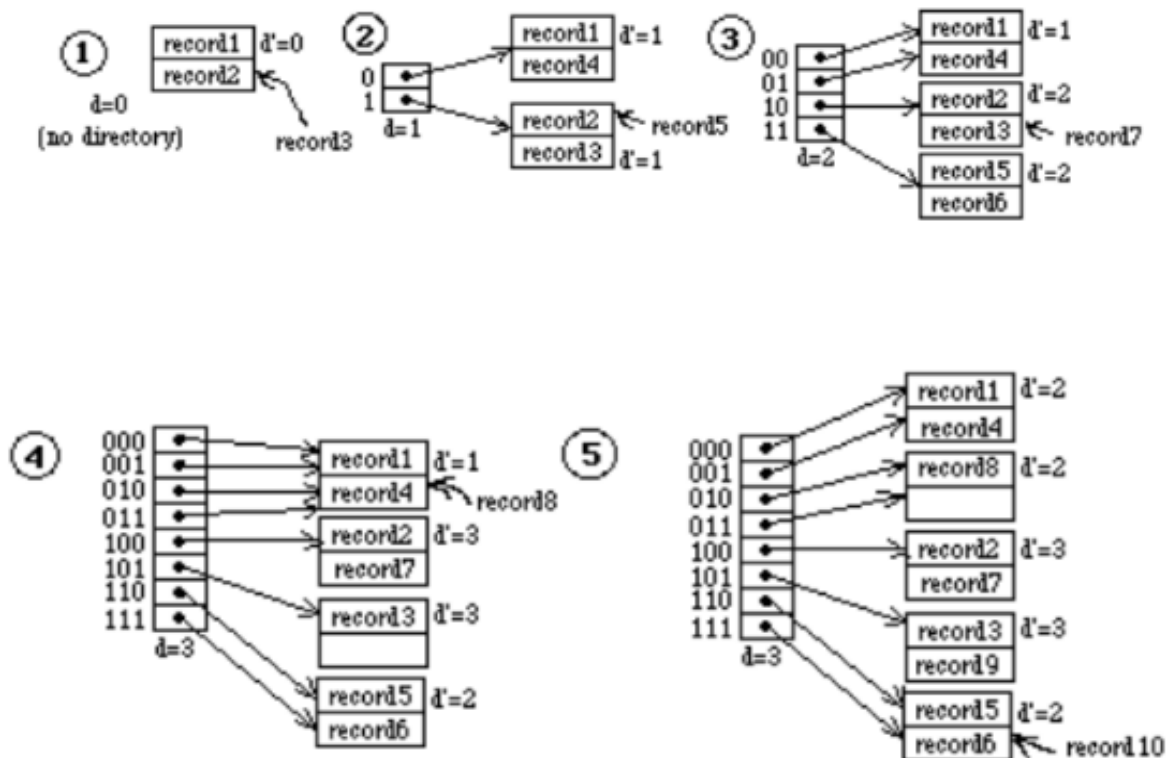 1
record1 d'=0
record2
d=0
(no directory)
record3
2
0
1
d=1
record1 d'=1
record4
record2
record3 d'=1
record5
3
00
01
10
11
d=2
record1 d'=1
record4
record2 d'=2
record3
record7
record5 d'=2
record6
4
000
001
010
011
100
101
110
111
d=3
record1 d'=1
record4
record8
record2 d'=3
record7
record3 d'=3
record5 d'=2
record6
5
000
001
010
011
100
101
110
111
d=3
record1 d'=2
record4
record8 d'=2
record2 d'=3
record7
record3 d'=3
record9
record5 d'=2
record6
record10